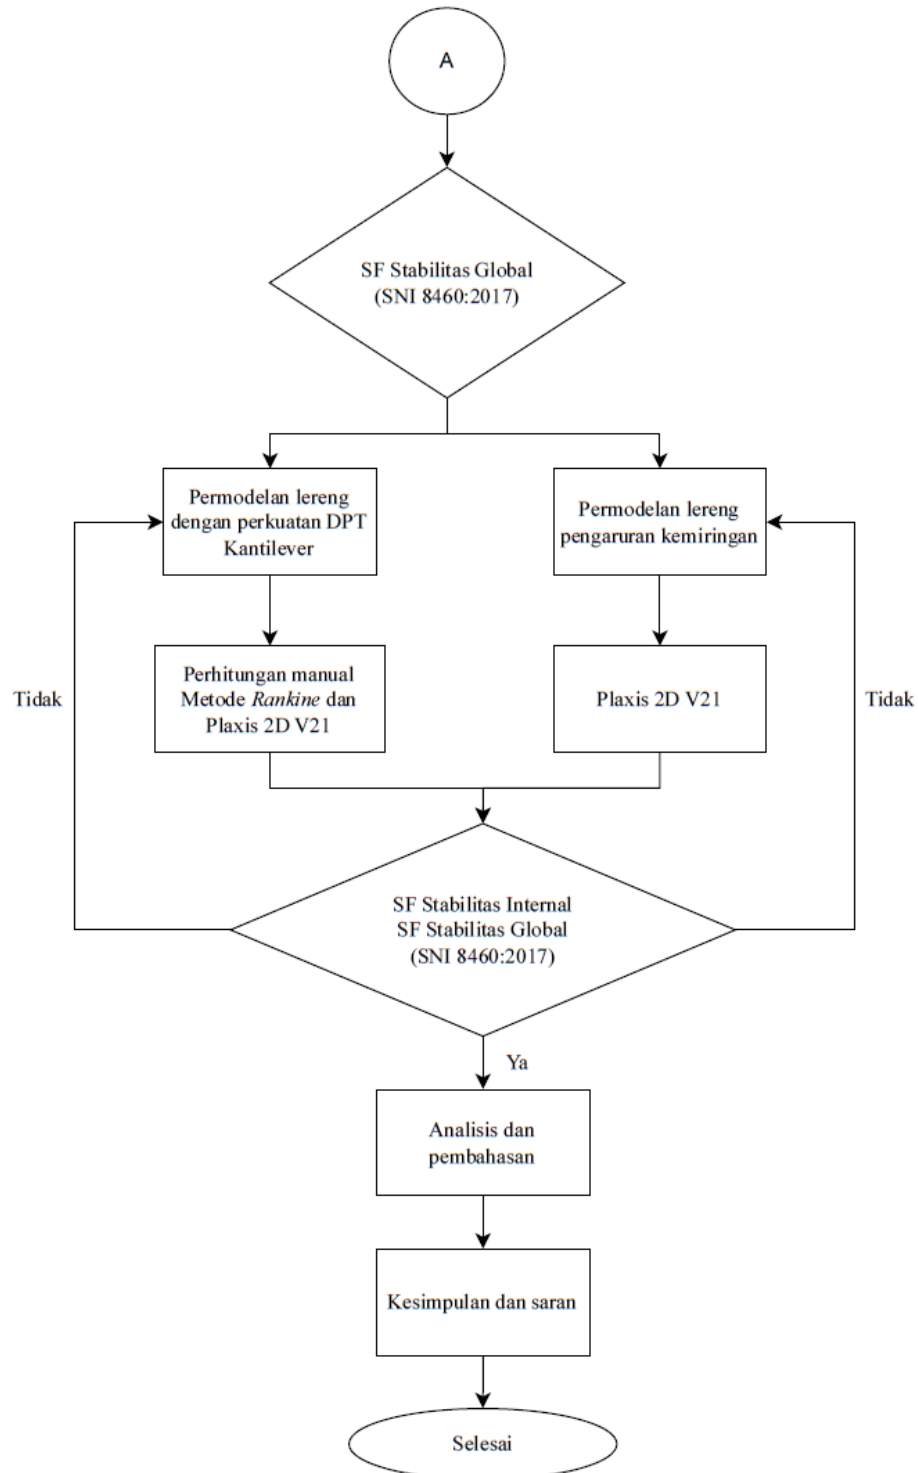 A
SF Stabilitas Global
(SNI 8460:2017)
Permodelan lereng
dengan perkuatan DPT
Kantilever
Permodelan lereng
pengaruran kemiringan
Perhitungan manual
Metode Rankine dan
Plaxis 2D V21
Plaxis 2D V21
Tidak
Tidak
SF Stabilitas Internal
SF Stabilitas Global
(SNI 8460:2017)
Ya
Analisis dan
pembahasan
Kesimpulan dan saran
Selesai